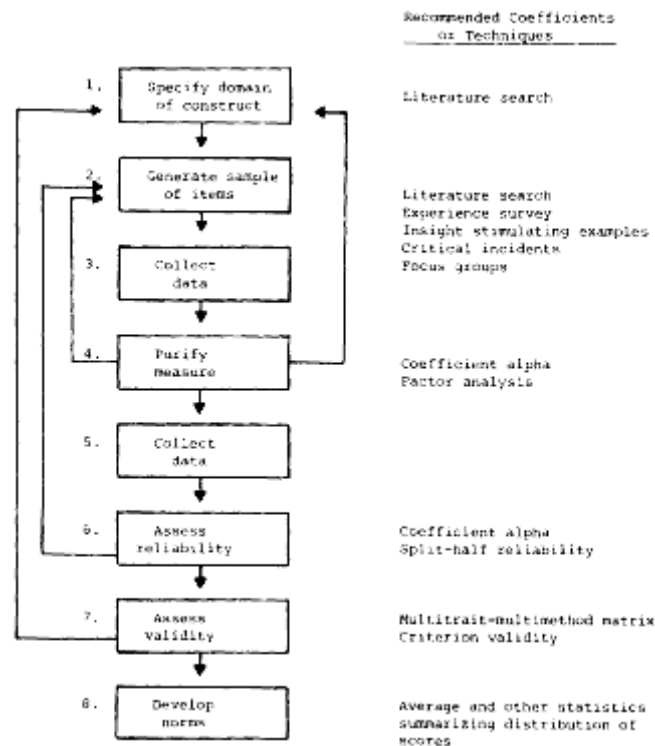 Recommended Coefficients
or Techniques
1.
Specify domain
of construct
Literature search
2.
Generate sample
of items
Literature search
Experience survey
Insight stimulating examples
Critical incidents
Focus groups
3.
Collect
data
4.
Purify
measure
Coefficient alpha
Factor analysis
5.
Collect
data
6.
Assess
reliability
Coefficient alpha
Split-half reliability
7.
Assess
validity
Multitrait-multimethod matrix
Criterion validity
8.
Develop
norms
Average and other statistics
summarizing distribution of
scores